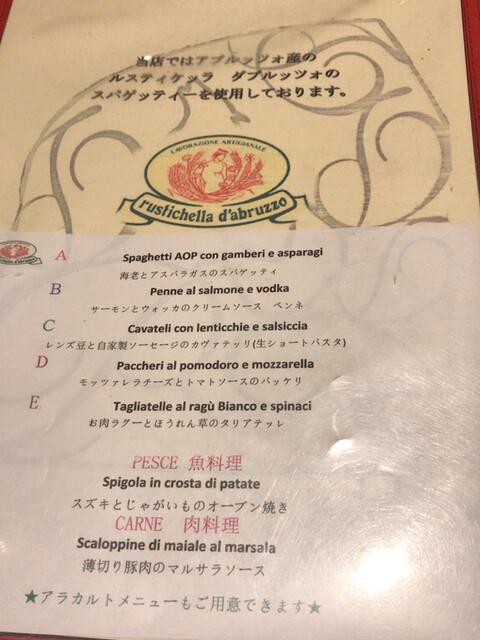 当店ではアブルッツォ産の
ルスティケッラ ダブルッツォの
スパゲッティーを使用しております。
LAVORAZIONE ARTIGIANALE
rustichella d'abruzzo
A Spaghetti AOP con gamberi e asparagi
海老とアスパラガスのスパゲッティ
B Penne al salmone e vodka
サーモンとウォッカのクリームソース ペンネ
C Cavateli con lenticchie e salsiccia
レンズ豆と自家製ソーセージのカヴァテッリ(生ショートパスタ)
D Paccheri al pomodoro e mozzarella
モッツァレラチーズとトマトソースのパッケリ
E Tagliatelle al ragù Bianco e spinaci
お肉ラグーとほうれん草のタリアテッレ
PESCE 魚料理
Spigola in crosta di patate
スズキとじゃがいものオーブン焼き
CARNE 肉料理
Scaloppine di maiale al marsala
薄切り豚肉のマルサラソース
★アラカルトメニューもご用意できます★